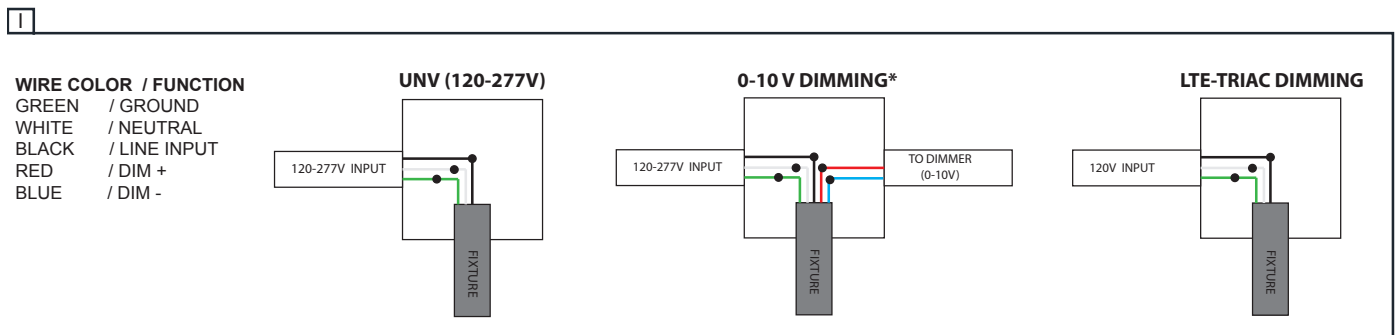 I
WIRE COLOR / FUNCTION
GREEN / GROUND
WHITE / NEUTRAL
BLACK / LINE INPUT
RED / DIM +
BLUE / DIM -
UNV (120-277V)
120-277V INPUT
FIXTURE
0-10 V DIMMING*
120-277V INPUT
TO DIMMER
(0-10V)
FIXTURE
LTE-TRIAC DIMMING
120V INPUT
FIXTURE